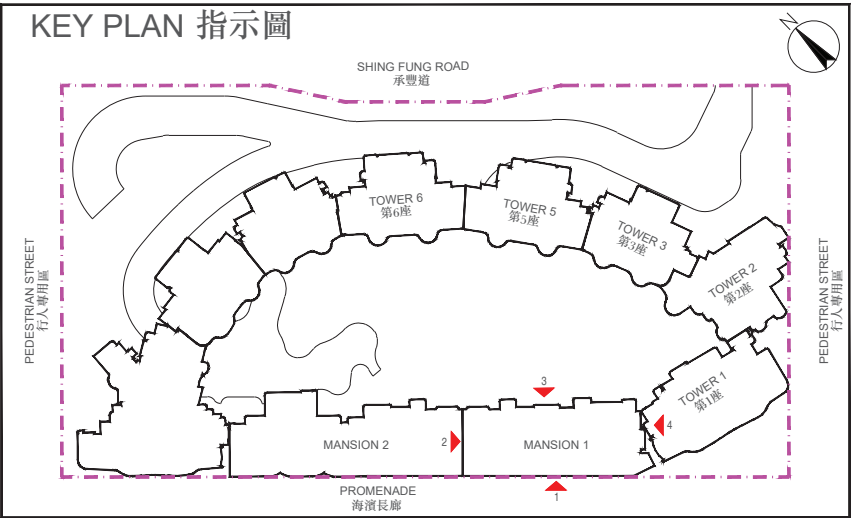 KEY PLAN 指示圖
N
SHING FUNG ROAD
承豐道
TOWER 6
第6座
TOWER 5
第5座
TOWER 3
第3座
TOWER 2
第2座
TOWER 1
第1座
PEDESTRIAN STREET
行人專用區
PEDESTRIAN STREET
行人專用區
3
4
2
MANSION 2
MANSION 1
1
PROMENADE
海濱長廊